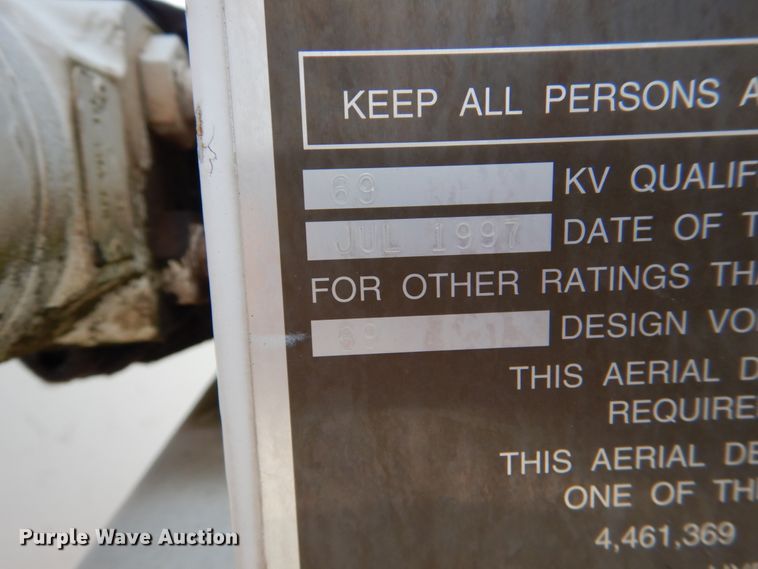 KEEP ALL PERSONS A
69 KV QUALIF
JUL 1997 DATE OF T
FOR OTHER RATINGS THA
69 DESIGN VO
THIS AERIAL D
REQUIRE
THIS AERIAL DE
ONE OF TH
4,461,369
Purple Wave Auction